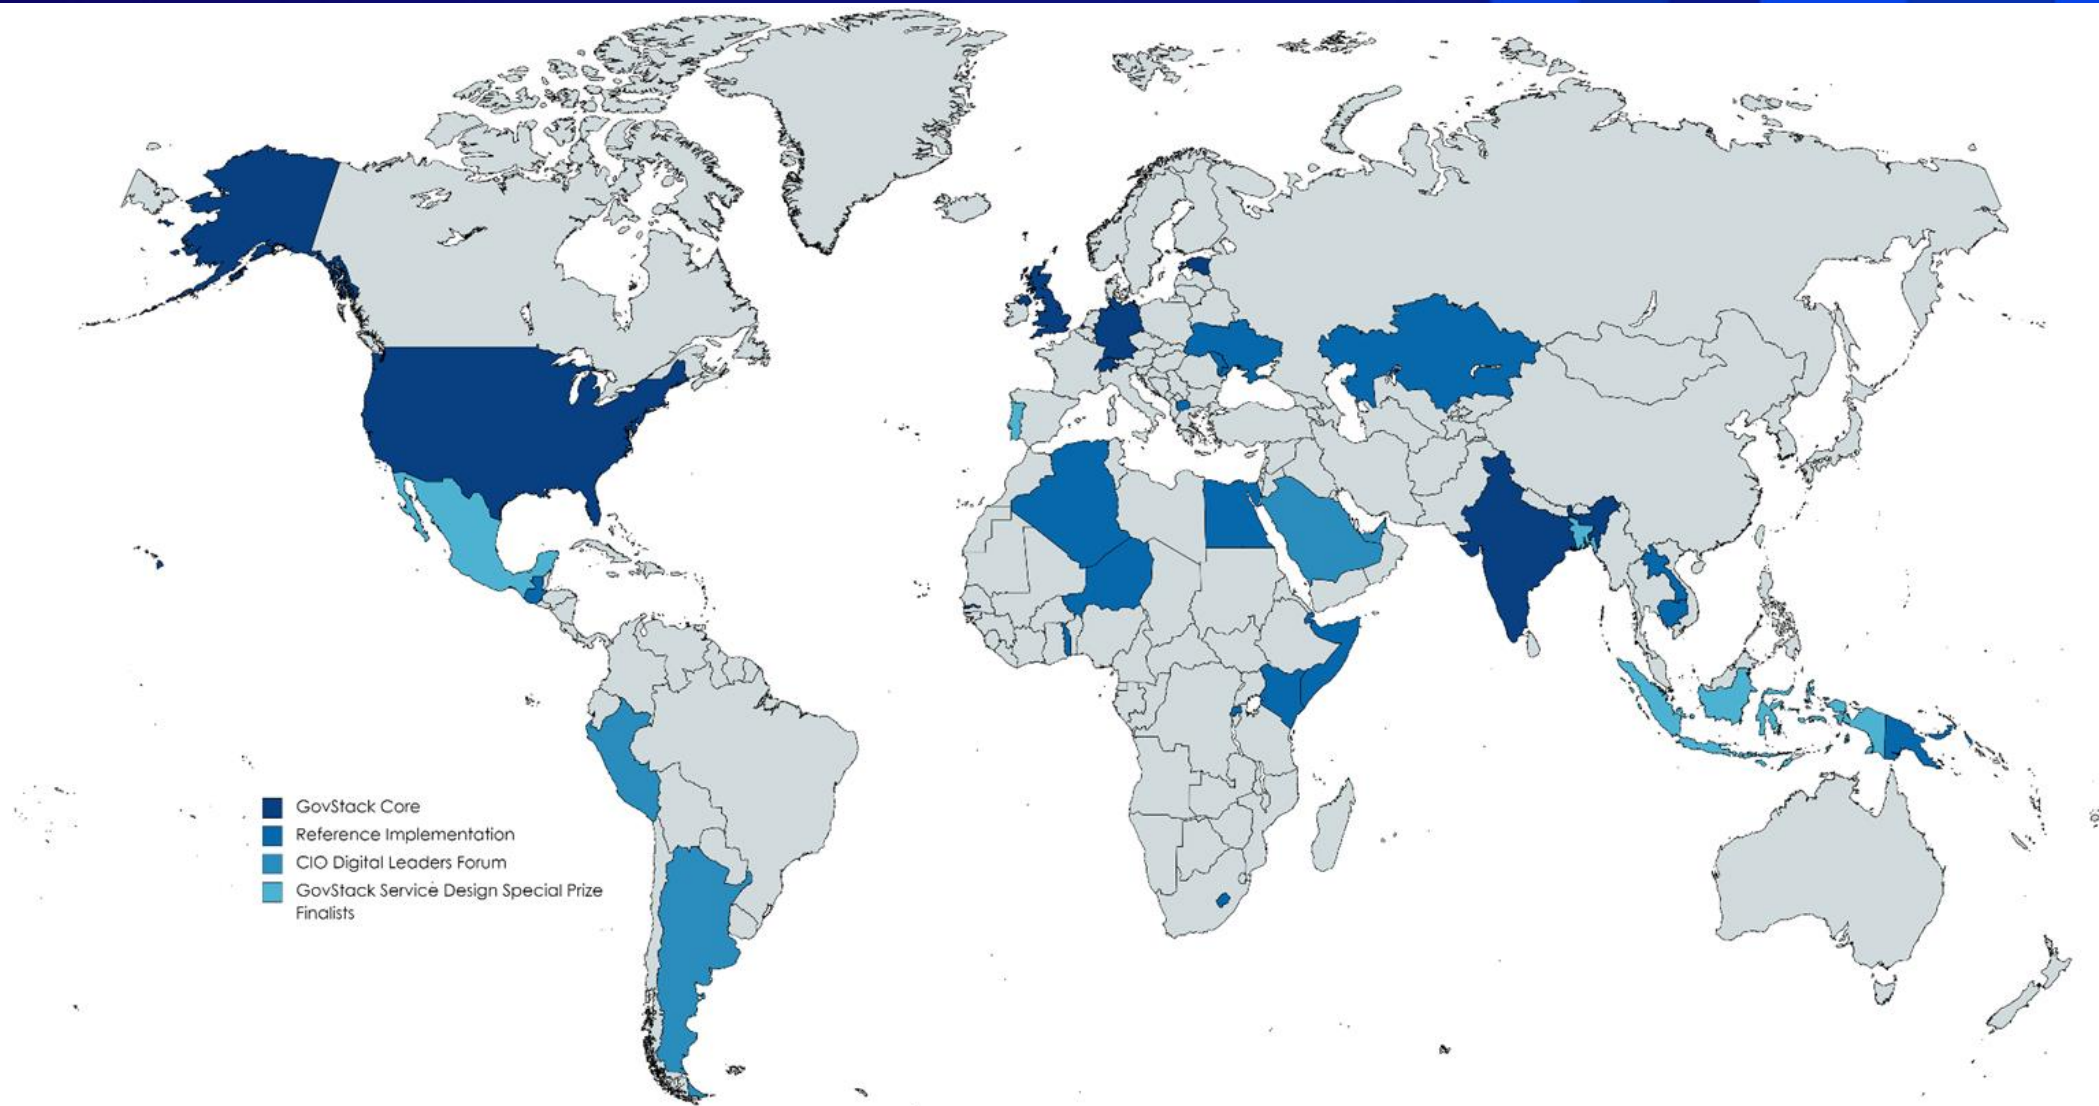 GovStack Core
Reference Implementation
CIO Digital Leaders Forum
GovStack Service Design Special Prize
Finalists